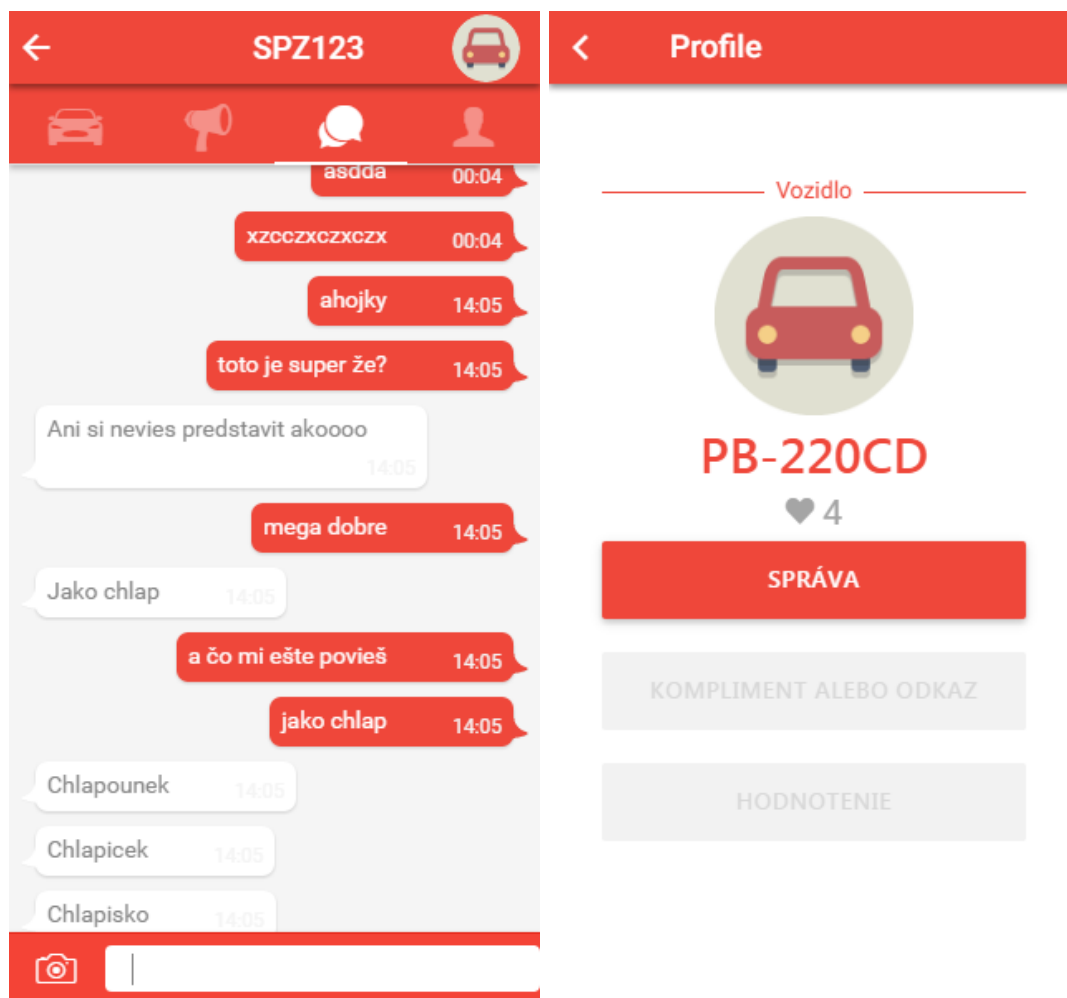 SPZ123
asdda 00:04
xzcczxczxczx 00:04
ahojky 14:05
toto je super že? 14:05
Ani si nevies predstavit akoooo
14:05
mega dobre 14:05
Jako chlap 14:05
a čo mi ešte povieš 14:05
jako chlap 14:05
Chlapounek 14:05
Chlapicek 14:05
Chlapisko 14:05
Profile
Vozidlo
PB-220CD
4
SPRÁVA
KOMPLIMENT ALEBO ODKAZ
HODNOTENIE